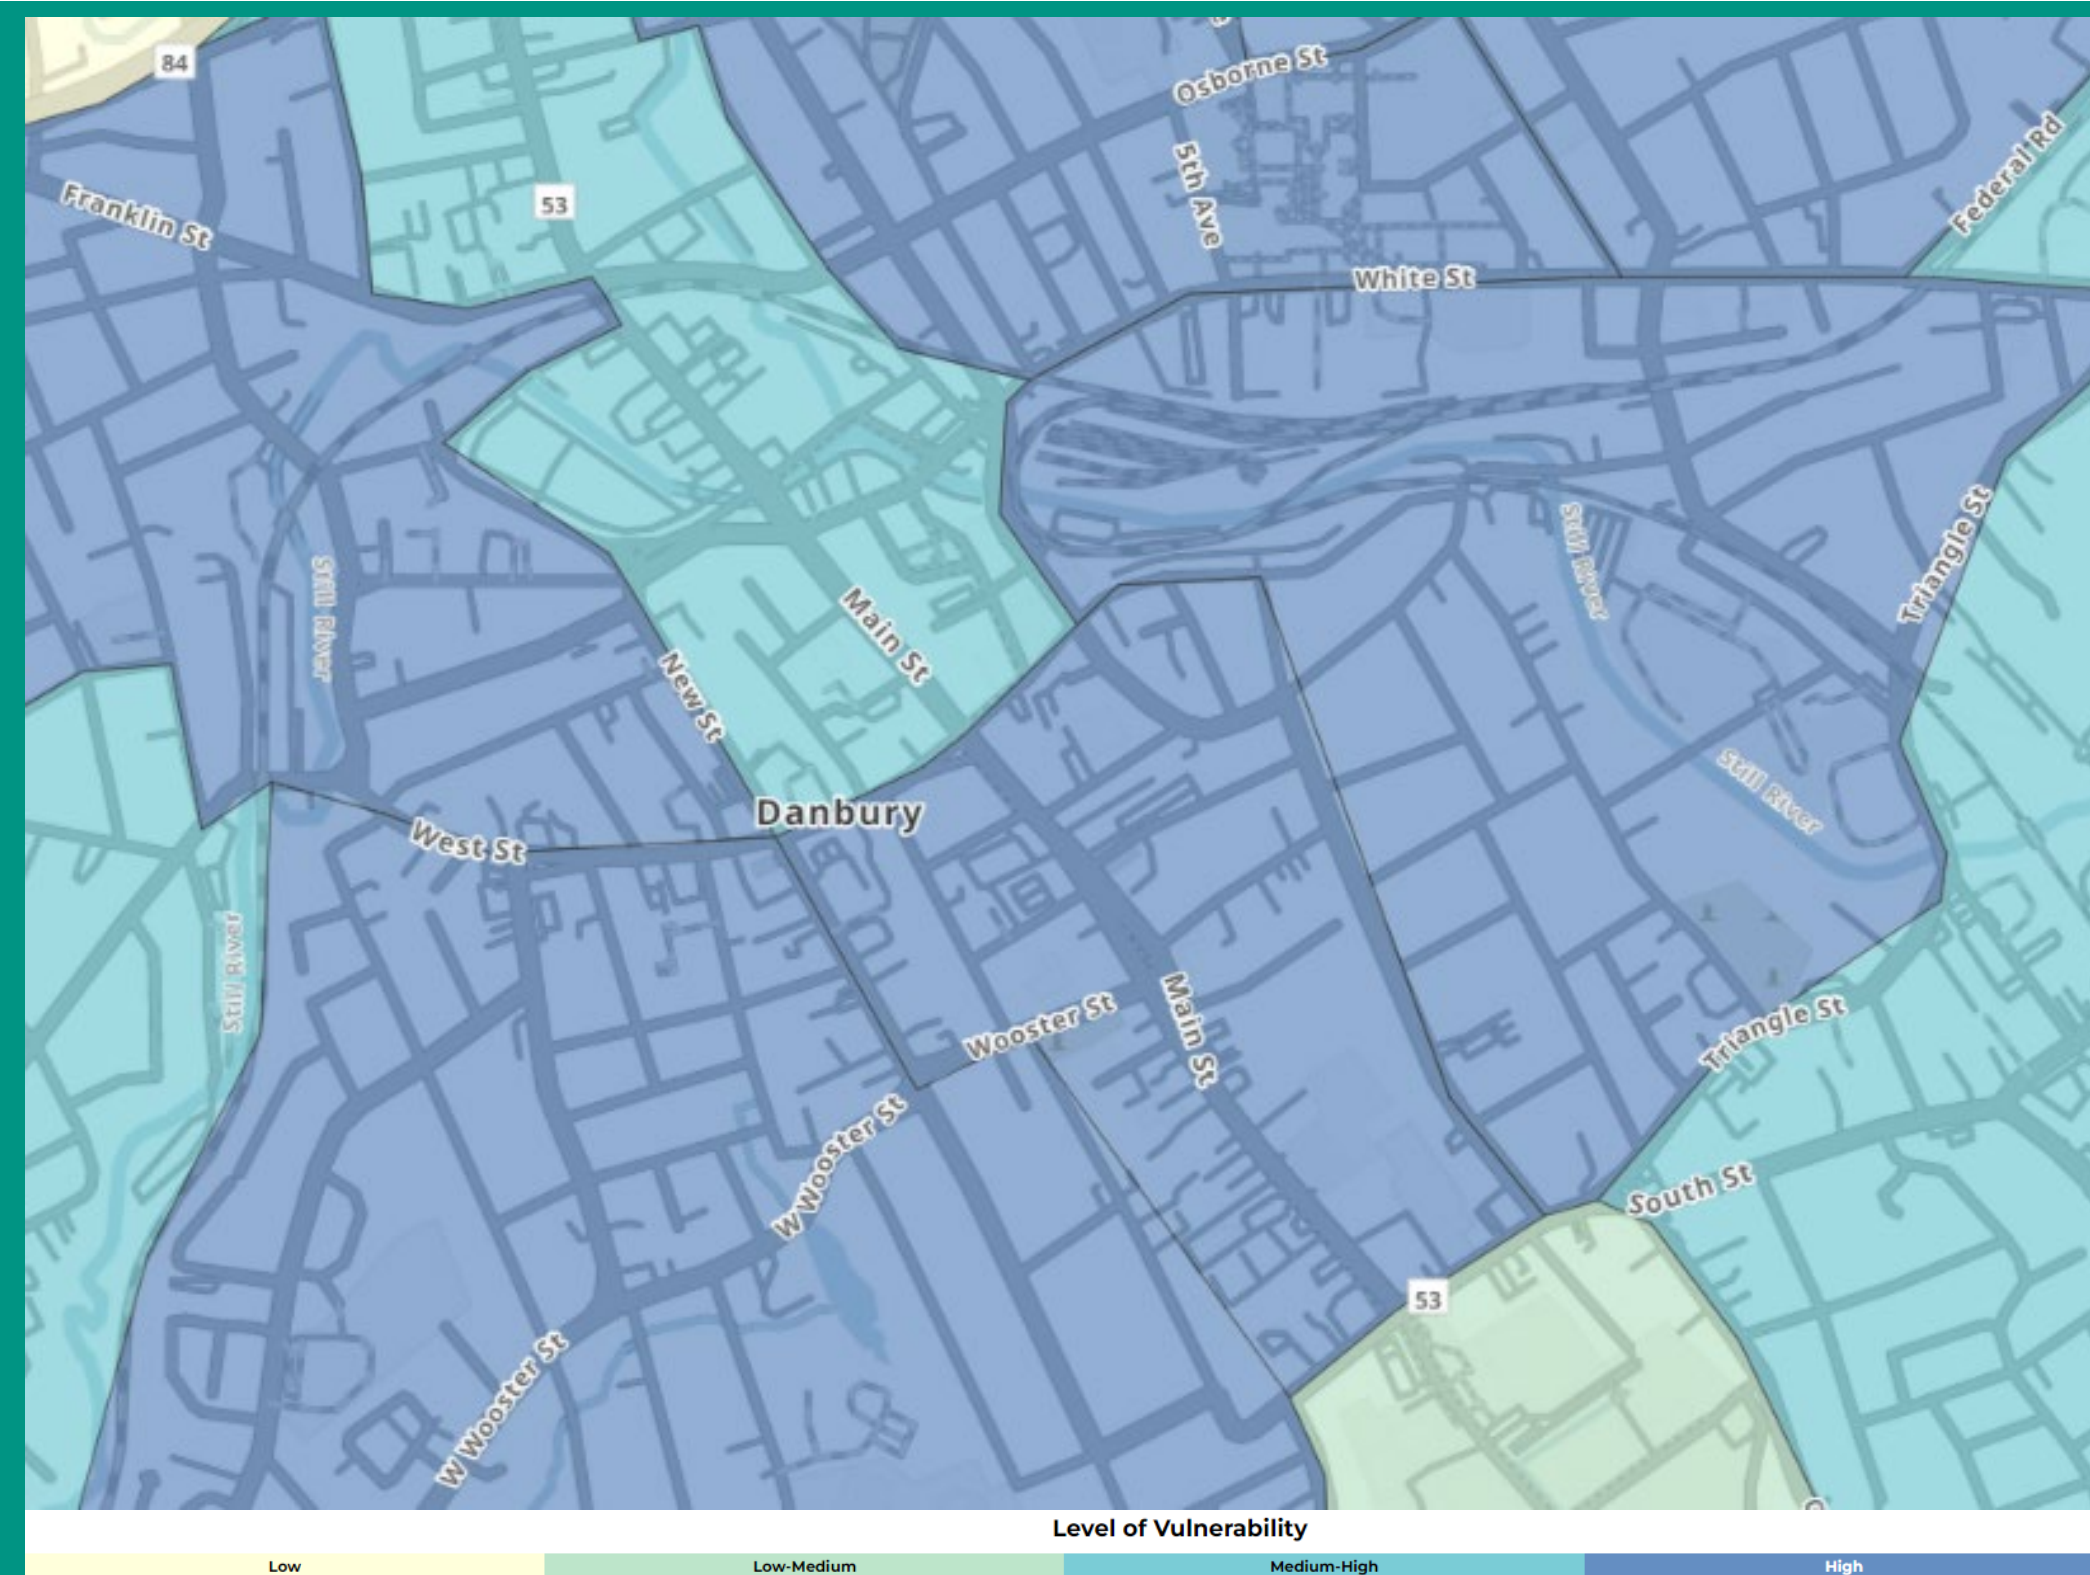 84
Osborne St
Franklin St
53
5th Ave
Federal Rd
White St
Still River
Still River
Triangle St
Main St
New St
Still River
Danbury
West St
Still River
Wooster St
Main St
Triangle St
W Wooster St
South St
53
W Wooster St
Level of Vulnerability
Low
Low-Medium
Medium-High
High